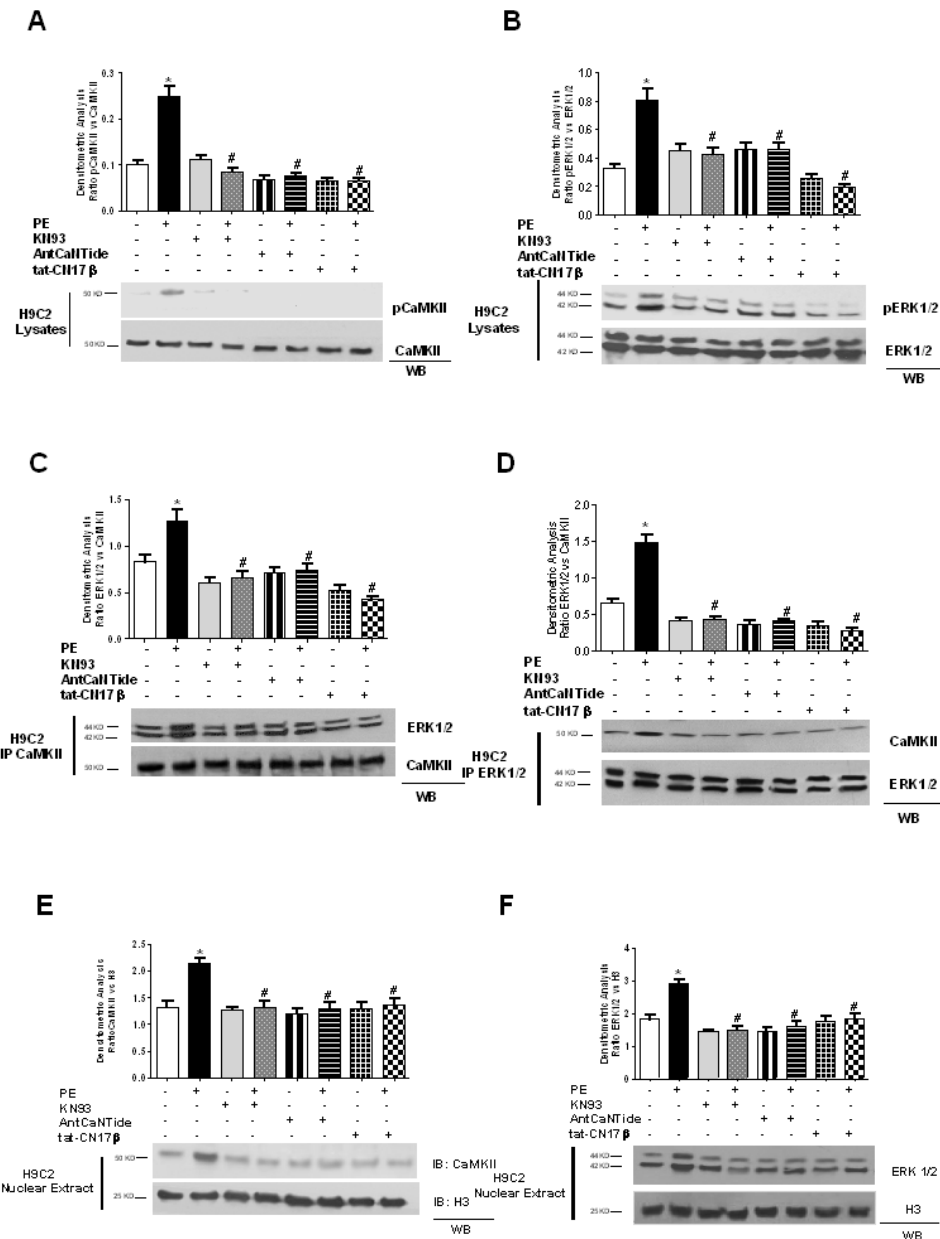 A
Densitometric Analysis
Ratio pCaMKII vs CaMKII
0.3
0.2
0.1
0.0
*
#
#
#
PE - + - + - + - +
KN93 - - + + - - - -
AntCaNTide - - - - + + - -
tat-CN17β - - - - - - + +
H9C2
Lysates
50 KD
pCaMKII
50 KD
CaMKII
WB
B
Densitometric Analysis
Ratio pERK1/2 vs ERK1/2
1.0
0.8
0.6
0.4
0.2
0.0
*
#
#
#
PE - + - + - + - +
KN93 - - + + - - - -
AntCaNTide - - - - + + - -
tat-CN17β - - - - - - + +
H9C2
Lysates
44 KD
42 KD
pERK1/2
44 KD
42 KD
ERK1/2
WB
C
Densitometric Analysis
Ratio ERK1/2 vs CaMKII
1.5
1.0
0.5
0.0
*
#
#
#
PE - + - + - + - +
KN93 - - + + - - - -
AntCaNTide - - - - + + - -
tat-CN17β - - - - - - + +
H9C2
IP CaMKII
44 KD
42 KD
ERK1/2
50 KD
CaMKII
WB
D
Densitometric Analysis
Ratio ERK1/2 vs CaMKII
2.0
1.5
1.0
0.5
0.0
*
#
#
#
PE - + - + - + - +
KN93 - - + + - - - -
AntCaNTide - - - - + + - -
tat-CN17β - - - - - - + +
H9C2
IP ERK1/2
50 KD
CaMKII
44 KD
42 KD
ERK1/2
WB
E
Densitometric Analysis
RatioCaMKII vs H3
2.5
2.0
1.5
1.0
0.5
0.0
*
#
#
#
PE - + - + - + - +
KN93 - - + + - - - -
AntCaNTide - - - - + + - -
tat-CN17β - - - - - - + +
H9C2
Nuclear Extract
50 KD
IB: CaMKII
25 KD
IB: H3
WB
F
Densitometric Analysis
Ratio ERK1/2 vs H3
4
3
2
1
0
*
#
#
#
PE - + - + - + - +
KN93 - - + + - - - -
AntCaNTide - - - - + + - -
tat-CN17β - - - - - - + +
H9C2
Nuclear Extract
44 KD
42 KD
ERK 1/2
25KD
H3
WB